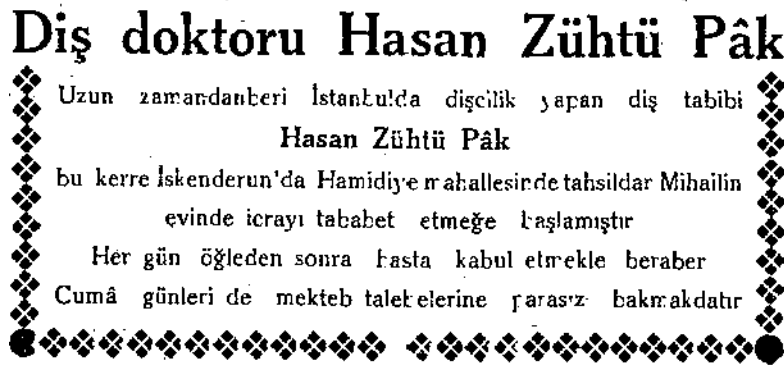 Diş doktoru Hasan Zühtü Pâk
Uzun zamandanberi İstanbul'da dişcilik yapan diş tabibi
Hasan Zühtü Pâk
bu kerre İskenderun'da Hamidiye mahallesinde tahsildar Mihailin
evinde icrayı tababet etmeğe başlamıştır
Her gün öğleden sonra hasta kabul etmekle beraber
Cumâ günleri de mekteb talebelerine parasız bakmakdatır